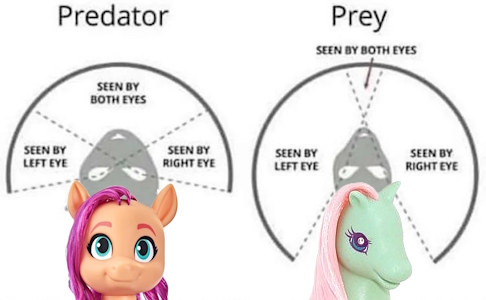 Predator
Prey
SEEN BY BOTH EYES
SEEN BY
BOTH EYES
SEEN BY
LEFT EYE
SEEN BY
RIGHT EYE
SEEN BY
LEFT EYE
SEEN BY
RIGHT EYE